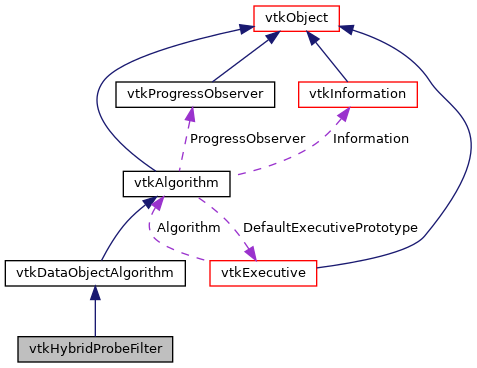 vtkObject
vtkProgressObserver
vtkInformation
ProgressObserver
Information
vtkAlgorithm
Algorithm
DefaultExecutivePrototype
vtkDataObjectAlgorithm
vtkExecutive
vtkHybridProbeFilter